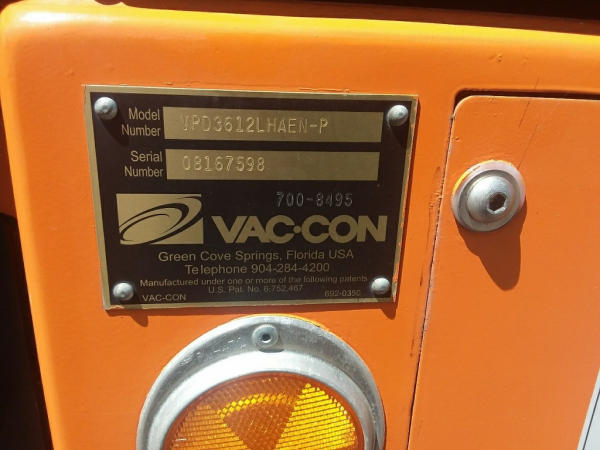 Model Number VPD3612LHAEN-P
Serial Number 08167598
700-8495
VAC-CON
Green Cove Springs, Florida USA
Telephone 904-284-4200
Manufactured under one or more of the following patents
U.S. Pat. No. 6,752,467
VAC-CON 692-0350